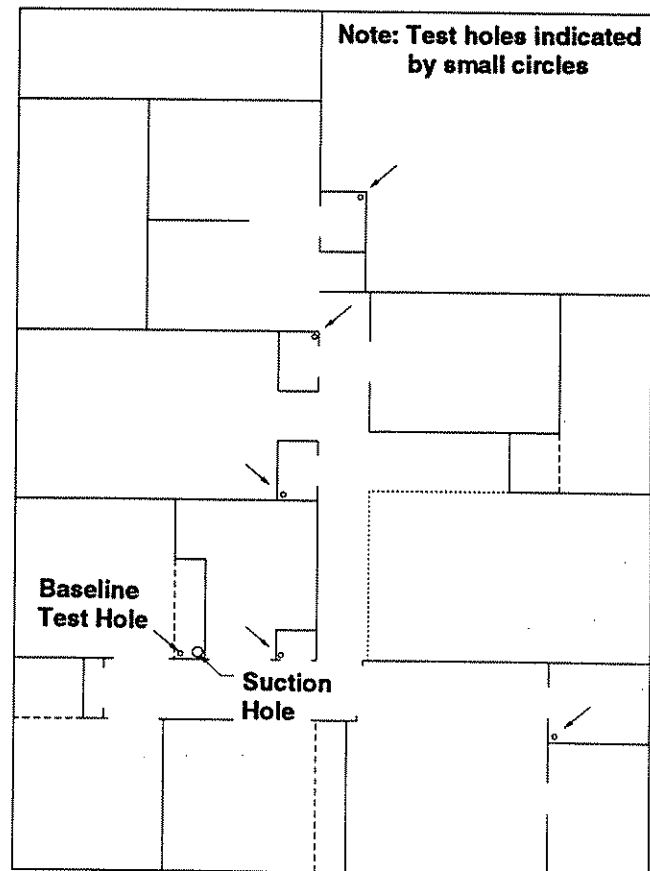 Note: Test holes indicated
by small circles
Baseline
Test Hole
Suction
Hole